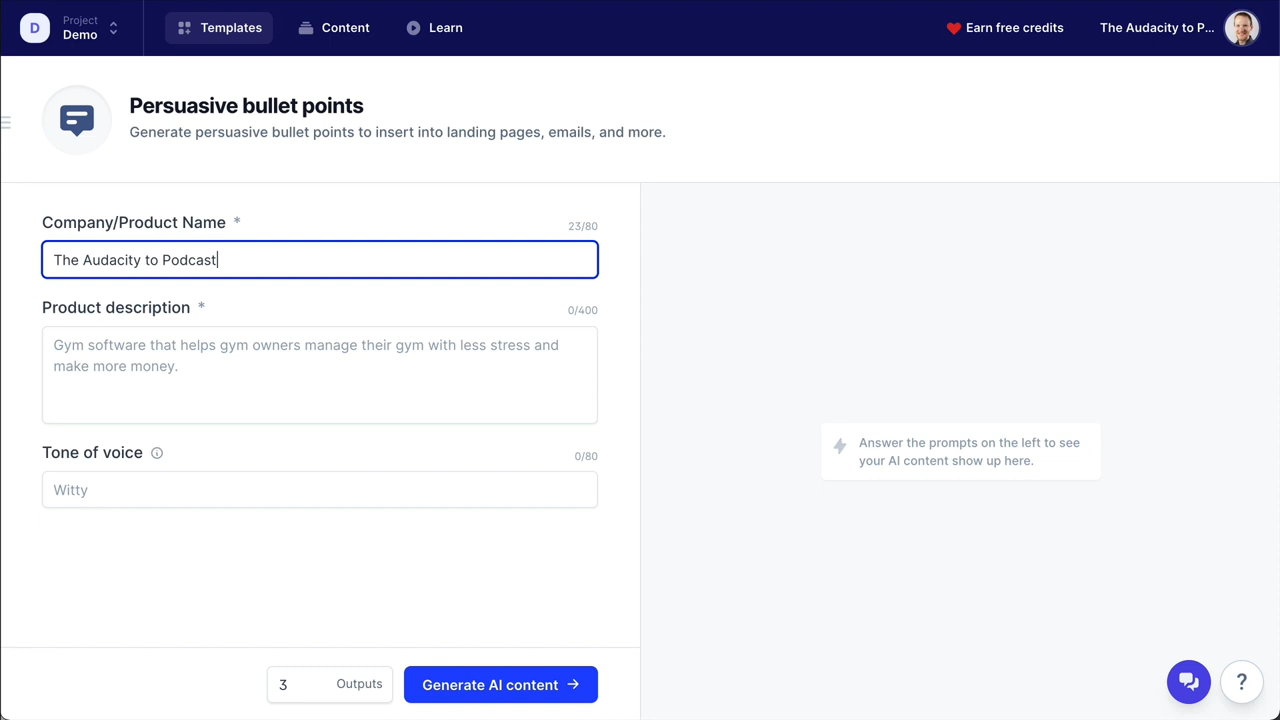 D
Project
Demo
Templates
Content
Learn
Earn free credits
The Audacity to P...
Persuasive bullet points
Generate persuasive bullet points to insert into landing pages, emails, and more.
Company/Product Name *
23/80
The Audacity to Podcast
Product description *
0/400
Gym software that helps gym owners manage their gym with less stress and
make more money.
Tone of voice
0/80
Witty
3 Outputs
Generate AI content →
Answer the prompts on the left to see
your AI content show up here.
?